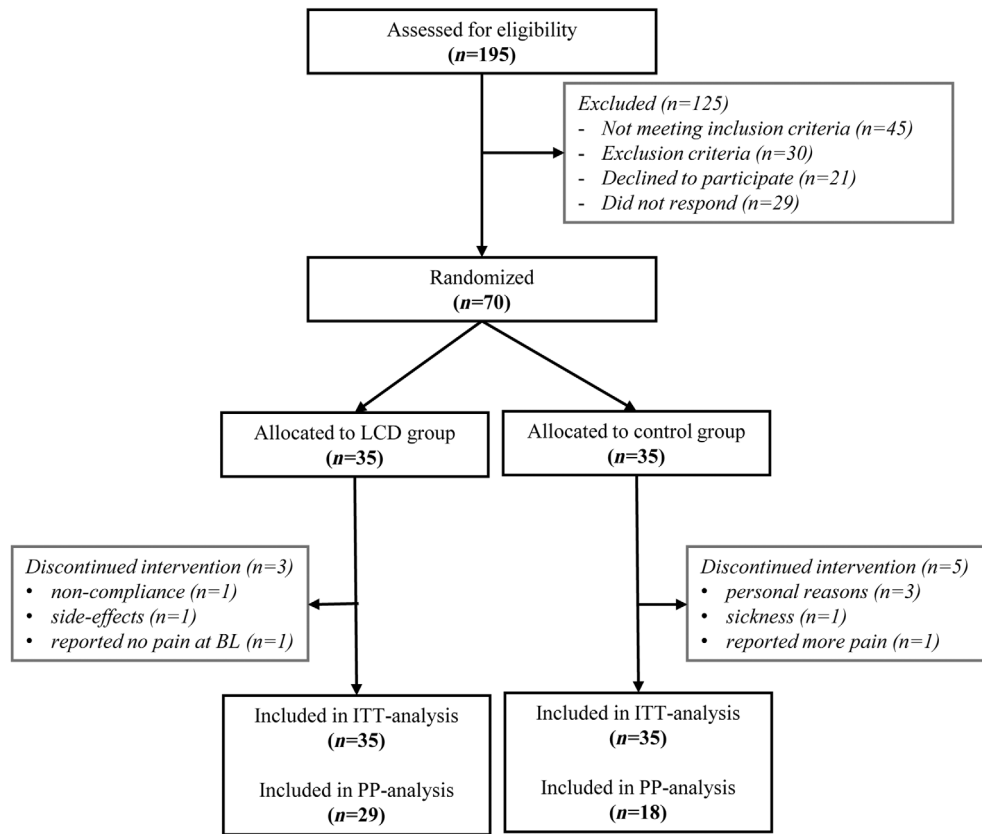 Assessed for eligibility
(n=195)
Excluded (n=125)
- Not meeting inclusion criteria (n=45)
- Exclusion criteria (n=30)
- Declined to participate (n=21)
- Did not respond (n=29)
Randomized
(n=70)
Allocated to LCD group
(n=35)
Allocated to control group
(n=35)
Discontinued intervention (n=3)
• non-compliance (n=1)
• side-effects (n=1)
• reported no pain at BL (n=1)
Discontinued intervention (n=5)
• personal reasons (n=3)
• sickness (n=1)
• reported more pain (n=1)
Included in ITT-analysis
(n=35)
Included in PP-analysis
(n=29)
Included in ITT-analysis
(n=35)
Included in PP-analysis
(n=18)